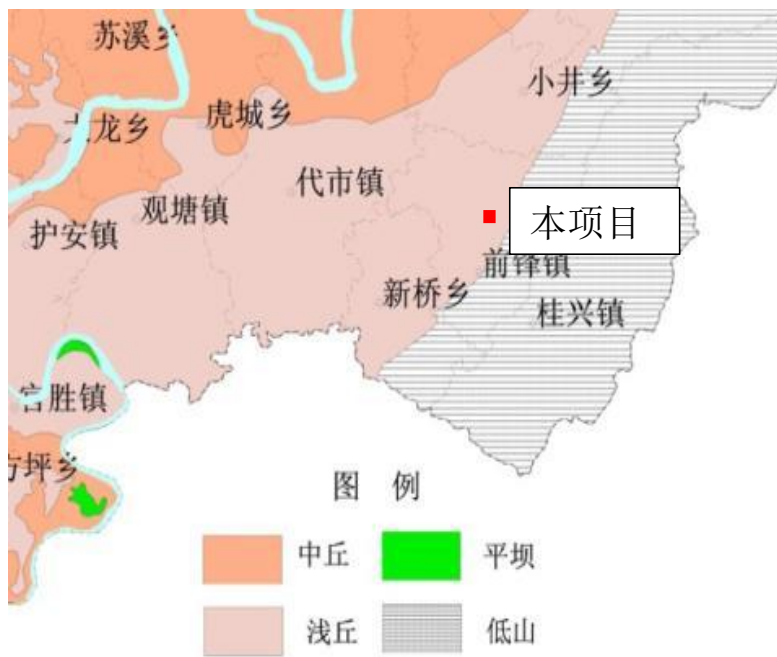 苏溪乡
小井乡
虎城乡
龙乡
代市镇
观塘镇
护安镇
本项目
前锋镇
新桥乡
桂兴镇
官胜镇
方坪乡
图 例
中丘
平坝
浅丘
低山